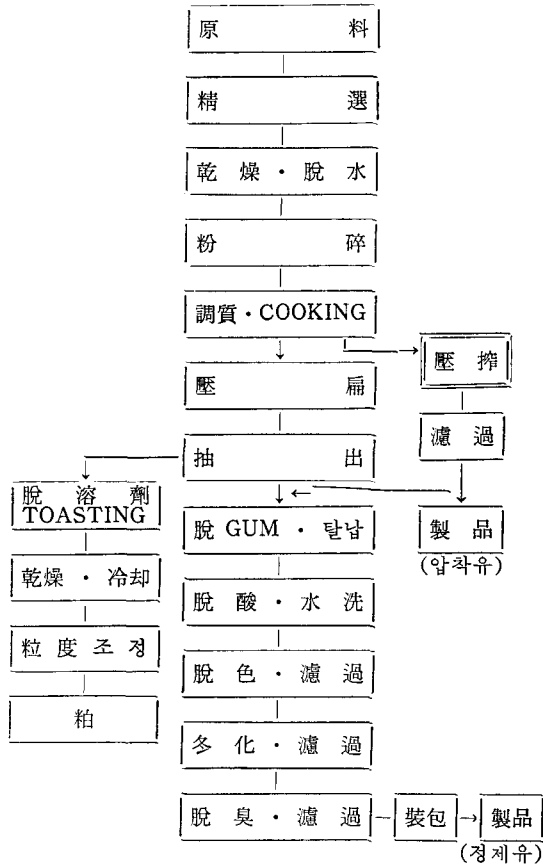 原料
精選
乾燥・脫水
粉碎
調質・COOKING
壓搾
壓扁
濾過
抽出
脫溶劑
TOASTING
脫GUM・탈납
製品
(압착유)
乾燥・冷却
脫酸・水洗
粒度조정
脫色・濾過
粕
冬化・濾過
脫臭・濾過
裝包
製品
(정제유)